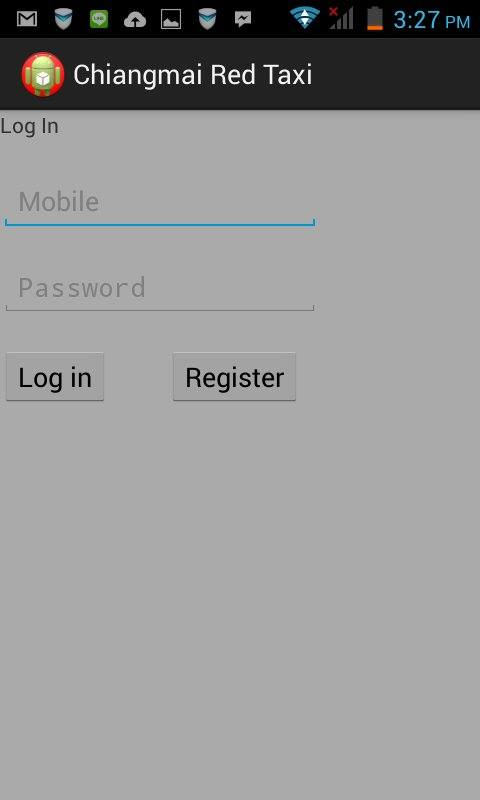 3:27 PM
Chiangmai Red Taxi
Log In
Mobile
Password
Log in Register